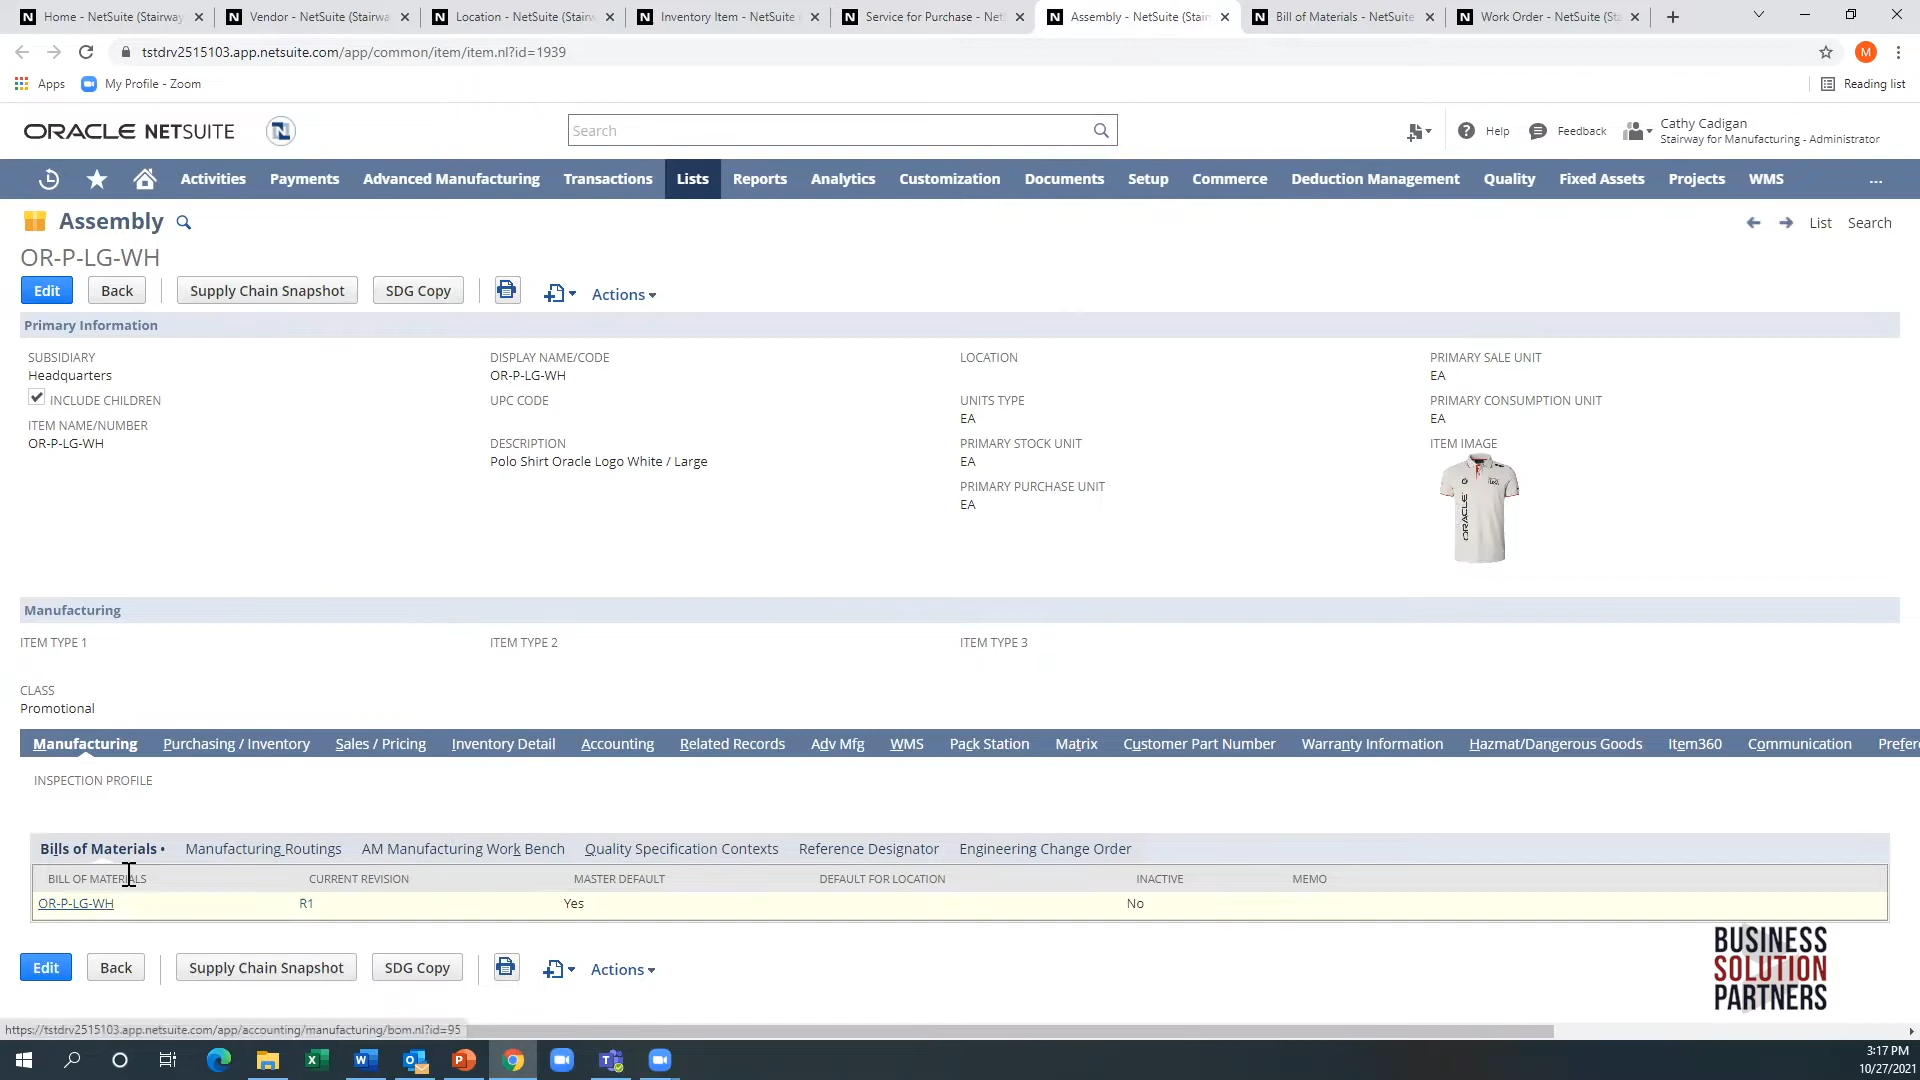 Home - NetSuite (Stairway
Vendor - NetSuite (Stairwa
Location - NetSuite (Stairw
Inventory Item - NetSuite
Service for Purchase - Net
Assembly - NetSuite (Stair
Bill of Materials - NetSuite
Work Order - NetSuite (Sta
tstdrv2515103.app.netsuite.com/app/common/item/item.nl?id=1939
M
Apps
My Profile - Zoom
Reading list
ORACLE NETSUITE
Search
Help
Feedback
Cathy Cadigan
Stairway for Manufacturing - Administrator
Activities Payments Advanced Manufacturing Transactions Lists Reports Analytics Customization Documents Setup Commerce Deduction Management Quality Fixed Assets Projects WMS ...
Assembly
List Search
OR-P-LG-WH
Edit Back Supply Chain Snapshot SDG Copy Actions
Primary Information
SUBSIDIARY
Headquarters
INCLUDE CHILDREN
ITEM NAME/NUMBER
OR-P-LG-WH
DISPLAY NAME/CODE
OR-P-LG-WH
UPC CODE
DESCRIPTION
Polo Shirt Oracle Logo White / Large
LOCATION
UNITS TYPE
EA
PRIMARY STOCK UNIT
EA
PRIMARY PURCHASE UNIT
EA
PRIMARY SALE UNIT
EA
PRIMARY CONSUMPTION UNIT
EA
ITEM IMAGE
ORACLE
Manufacturing
ITEM TYPE 1
ITEM TYPE 2
ITEM TYPE 3
CLASS
Promotional
Manufacturing Purchasing / Inventory Sales / Pricing Inventory Detail Accounting Related Records Adv Mfg WMS Pack Station Matrix Customer Part Number Warranty Information Hazmat/Dangerous Goods Item360 Communication Prefer
INSPECTION PROFILE
Bills of Materials • Manufacturing Routings AM Manufacturing Work Bench Quality Specification Contexts Reference Designator Engineering Change Order
BILL OF MATERIALS CURRENT REVISION MASTER DEFAULT DEFAULT FOR LOCATION INACTIVE MEMO
OR-P-LG-WH R1 Yes No
Edit Back Supply Chain Snapshot SDG Copy Actions
BUSINESS
SOLUTION
PARTNERS
https://tstdrv2515103.app.netsuite.com/app/accounting/manufacturing/bom.nl?id=95
3:17 PM
10/27/2021